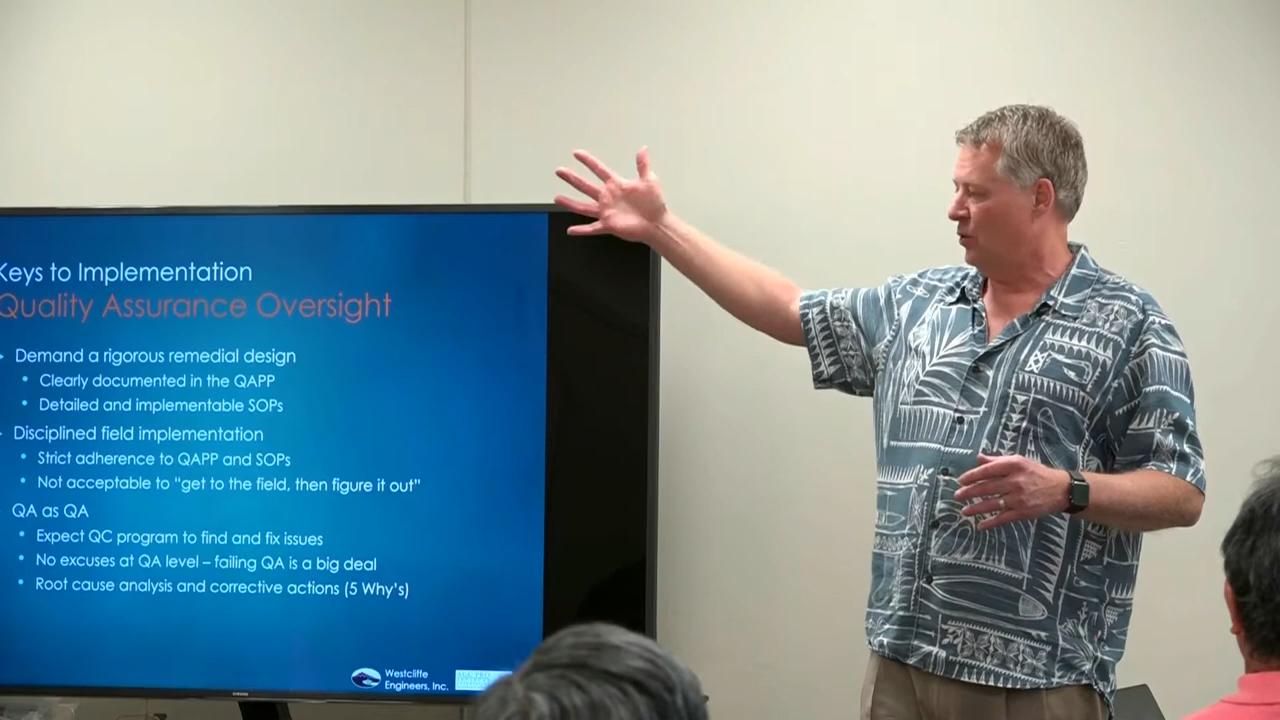 Keys to Implementation
Quality Assurance Oversight
Demand a rigorous remedial design
• Clearly documented in the QAPP
• Detailed and implementable SOPs
Disciplined field implementation
• Strict adherence to QAPP and SOPs
• Not acceptable to "get to the field, then figure it out"
QA as QA
• Expect QC program to find and fix issues
• No excuses at QA level – failing QA is a big deal
• Root cause analysis and corrective actions (5 Why's)
Westcliffe
Engineers, Inc.
SAMSUNG